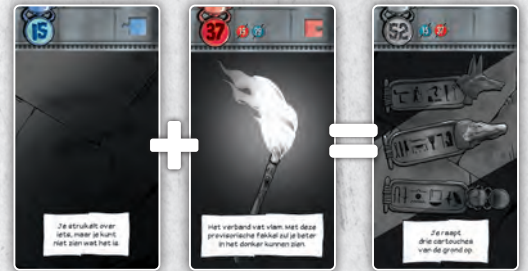 15
37
15
?5
52
15
37
Je struikelt over
iets, maar je kunt
niet zien wat het is.
+
Het verband vat vlam. Met deze
provisorische fakkel zul je beter
in het donker kunnen zien.
=
Je raapt
drie cartouches
van de grond op.